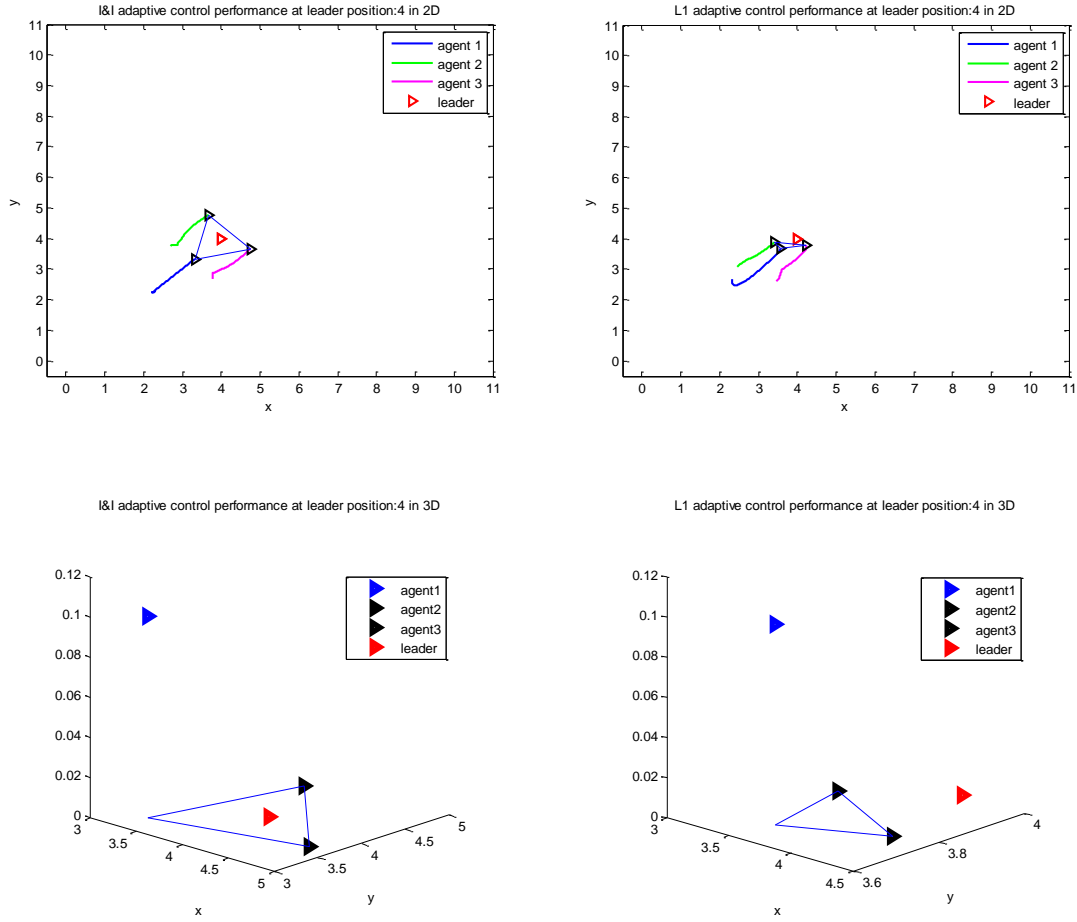 I&I adaptive control performance at leader position:4 in 2D
11
10
9
8
7
6
5
4
3
2
1
0
y
0 1 2 3 4 5 6 7 8 9 10 11
x
agent 1
agent 2
agent 3
leader
L1 adaptive control performance at leader position:4 in 2D
11
10
9
8
7
6
5
4
3
2
1
0
y
0 1 2 3 4 5 6 7 8 9 10 11
x
agent 1
agent 2
agent 3
leader
I&I adaptive control performance at leader position:4 in 3D
0.12
0.1
0.08
0.06
0.04
0.02
0
3
3.5
4
4.5
5
x
3
3.5
4
4.5
5
y
agent1
agent2
agent3
leader
L1 adaptive control performance at leader position:4 in 3D
0.12
0.1
0.08
0.06
0.04
0.02
0
3
3.5
4
4.5
x
3.6
3.8
4
y
agent1
agent2
agent3
leader